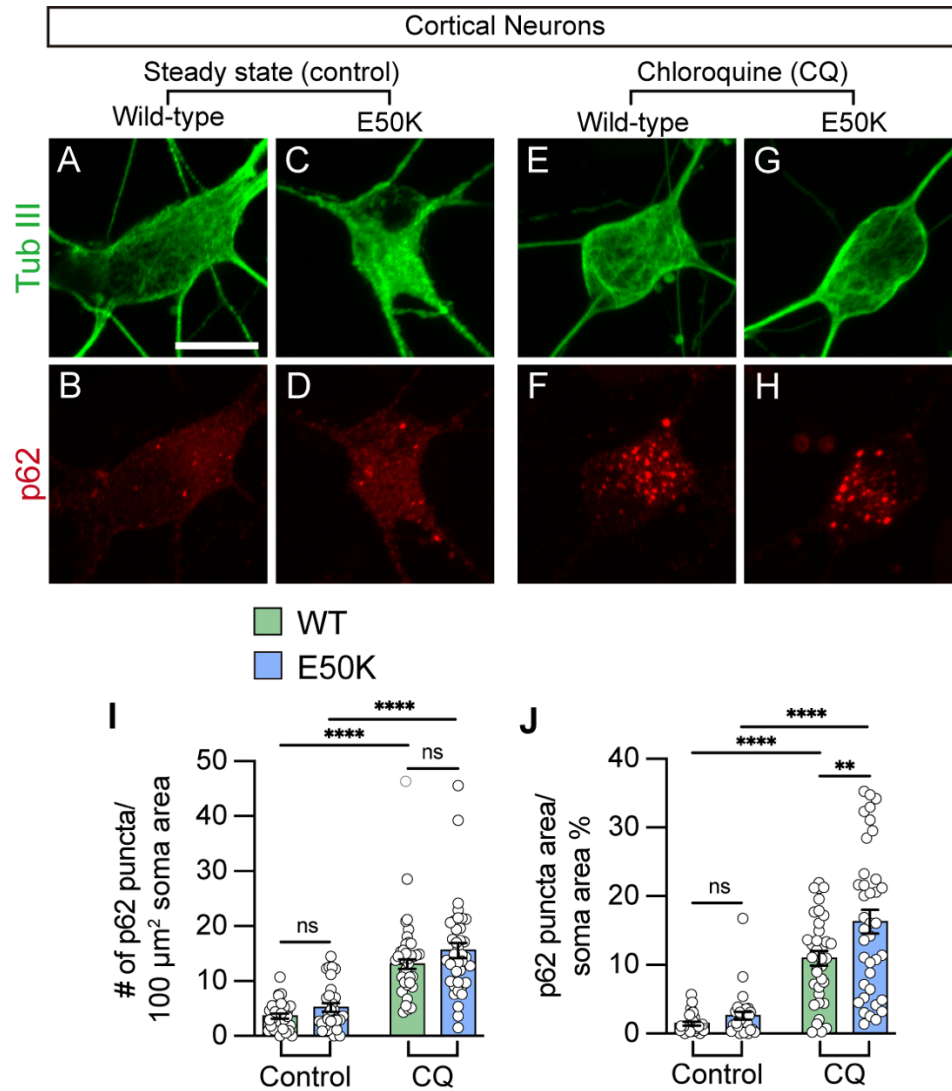 Cortical Neurons
Steady state (control)
Chloroquine (CQ)
Wild-type
E50K
Wild-type
E50K
A
C
E
G
Tub III
B
D
F
H
p62
WT
E50K
I
# of p62 puncta/
100 µm² soma area
50
40
30
20
10
0
ns
****
****
ns
Control
CQ
J
p62 puncta area/
soma area %
40
30
20
10
0
ns
****
****
**
Control
CQ